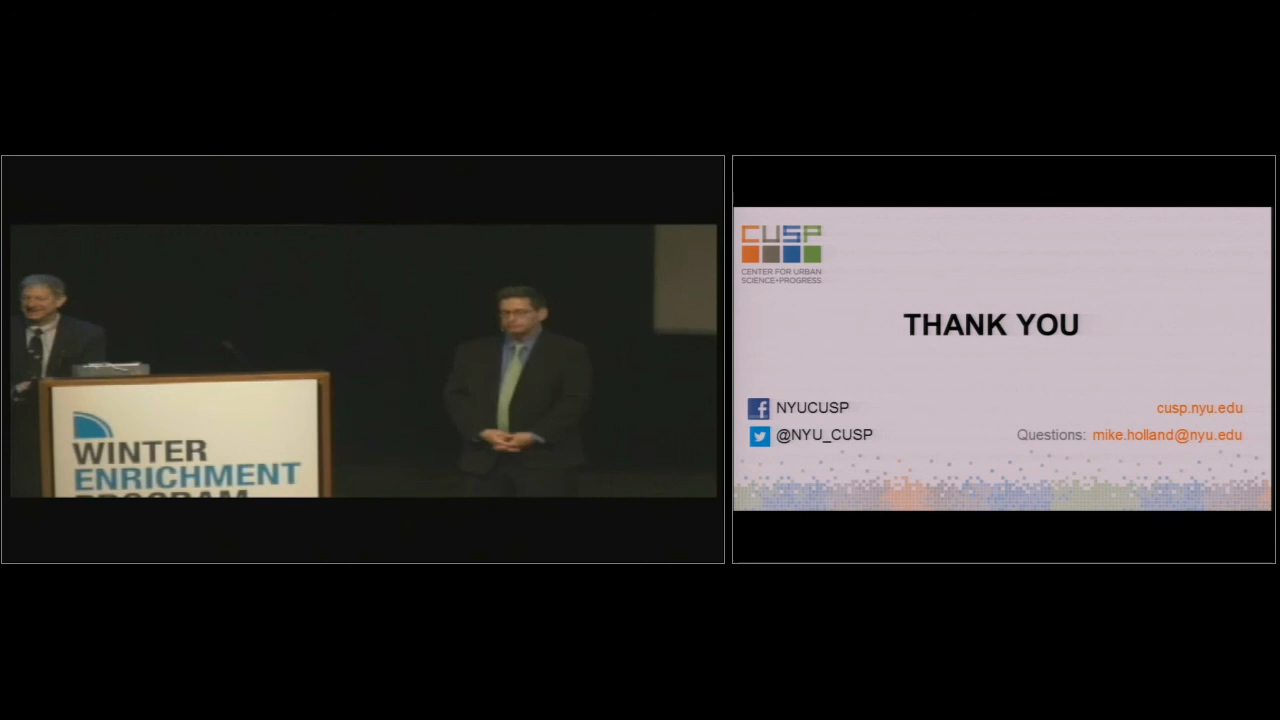 WINTER
ENRICHMENT
PROGRAM
CUSP
CENTER FOR URBAN
SCIENCE+PROGRESS
THANK YOU
NYUCUSP
cusp.nyu.edu
@NYU_CUSP
Questions: mike.holland@nyu.edu